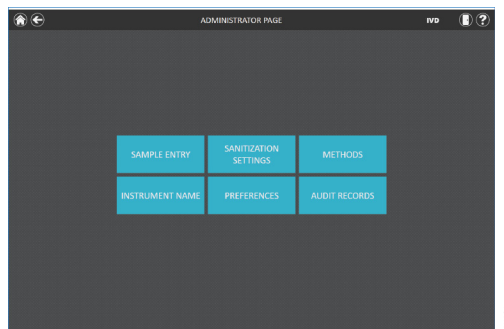 ADMINISTRATOR PAGE
IVD
?
SAMPLE ENTRY
SANITIZATION
SETTINGS
METHODS
INSTRUMENT NAME
PREFERENCES
AUDIT RECORDS